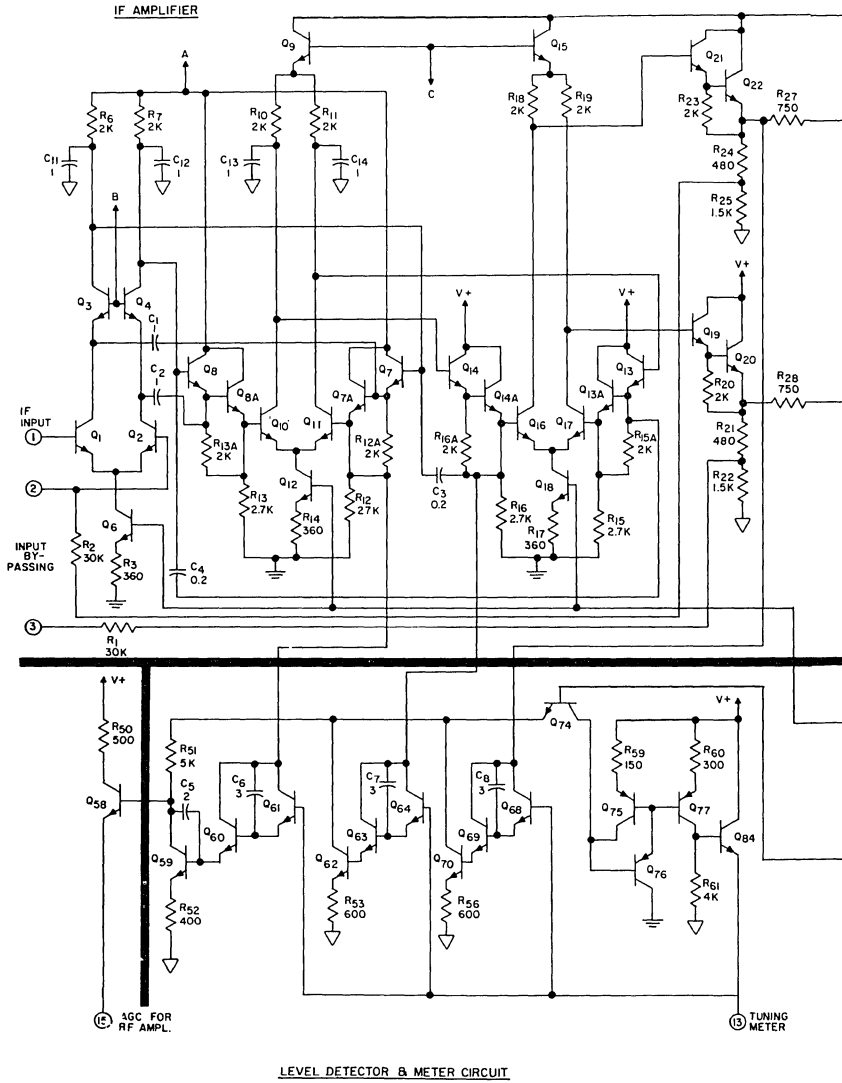 IF AMPLIFIER
A
B
C
Q9
Q15
Q21
Q22
R6
2K
R7
2K
R10
2K
R11
2K
R18
2K
R19
2K
R23
2K
R27
750
C11
1
C12
1
C13
1
C14
1
R24
480
R25
1.5K
V+
V+
V+
Q3
Q4
C1
C2
Q8
Q8A
Q7
Q7A
Q14
Q14A
Q13
Q13A
Q19
Q20
R20
2K
R28
750
IF
INPUT
1
Q1
Q2
Q10
Q11
Q16
Q17
R13A
2K
R12A
2K
R16A
2K
R15A
2K
R21
480
R22
1.5K
2
Q6
Q12
Q18
R13
2.7K
R14
360
R12
27K
C3
0.2
R16
2.7K
R17
360
R15
2.7K
INPUT
BY-
PASSING
R2
30K
R3
360
C4
0.2
3
R1
30K
V+
V+
R50
500
R51
5K
Q74
R59
150
R60
300
C5
2
C6
3
C7
3
C8
3
Q58
Q59
Q60
Q61
Q62
Q63
Q64
Q70
Q69
Q68
Q75
Q77
Q84
Q76
R52
400
R53
600
R56
600
R61
4K
15
AGC FOR
RF AMPL.
13
TUNING
METER
LEVEL DETECTOR & METER CIRCUIT